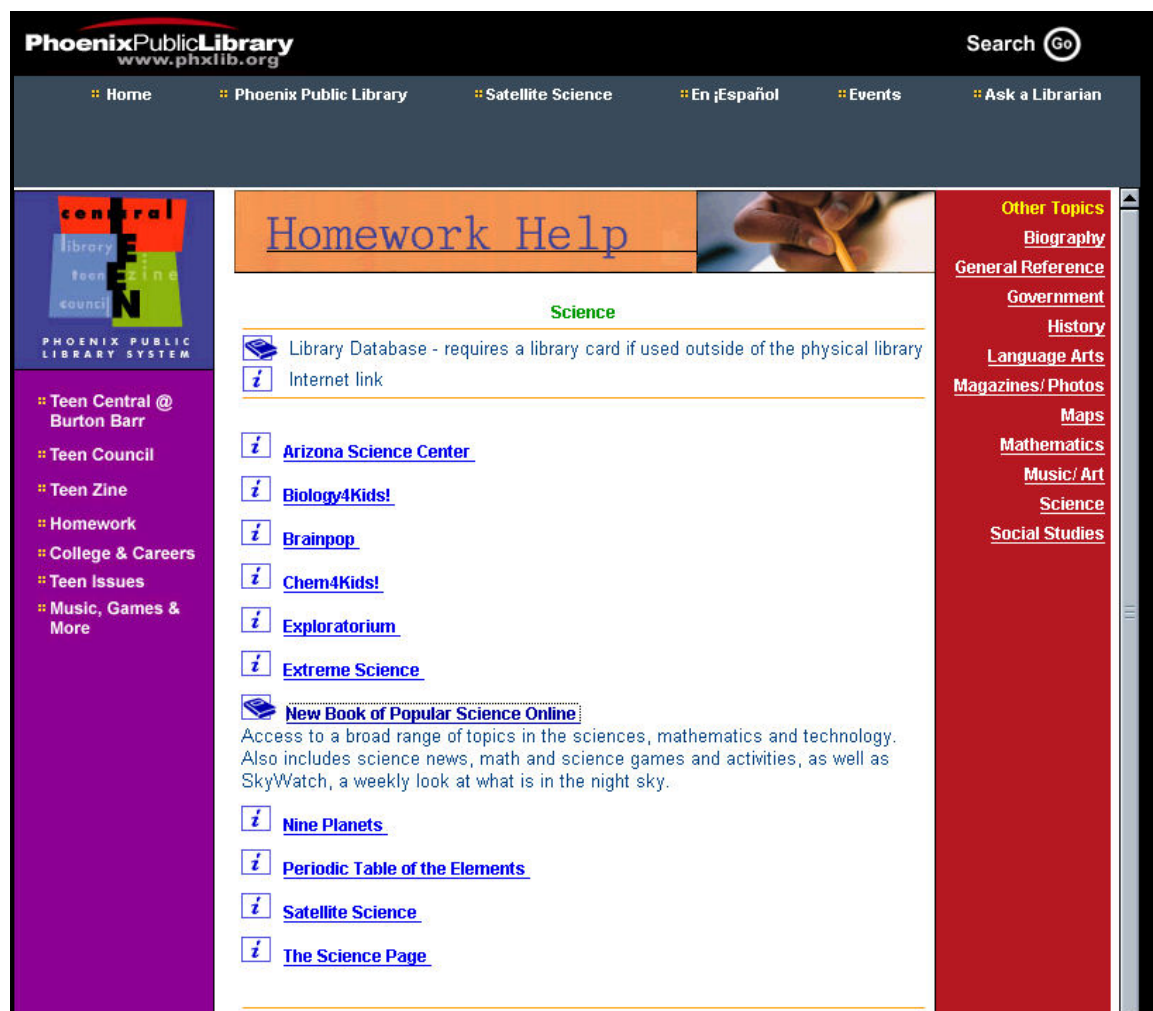 PhoenixPublicLibrary
www.phxlib.org
Search Go
Home
Phoenix Public Library
Satellite Science
En ¡Español
Events
Ask a Librarian
central
library
teen zine
council
TEEN
PHOENIX PUBLIC
LIBRARY SYSTEM
Teen Central @
Burton Barr
Teen Council
Teen Zine
Homework
College & Careers
Teen Issues
Music, Games &
More
Homework Help
Science
Library Database - requires a library card if used outside of the physical library
i Internet link
i Arizona Science Center
i Biology4Kids!
i Brainpop
i Chem4Kids!
i Exploratorium
i Extreme Science
New Book of Popular Science Online
Access to a broad range of topics in the sciences, mathematics and technology.
Also includes science news, math and science games and activities, as well as
SkyWatch, a weekly look at what is in the night sky.
i Nine Planets
i Periodic Table of the Elements
i Satellite Science
i The Science Page
Other Topics
Biography
General Reference
Government
History
Language Arts
Magazines/Photos
Maps
Mathematics
Music/Art
Science
Social Studies